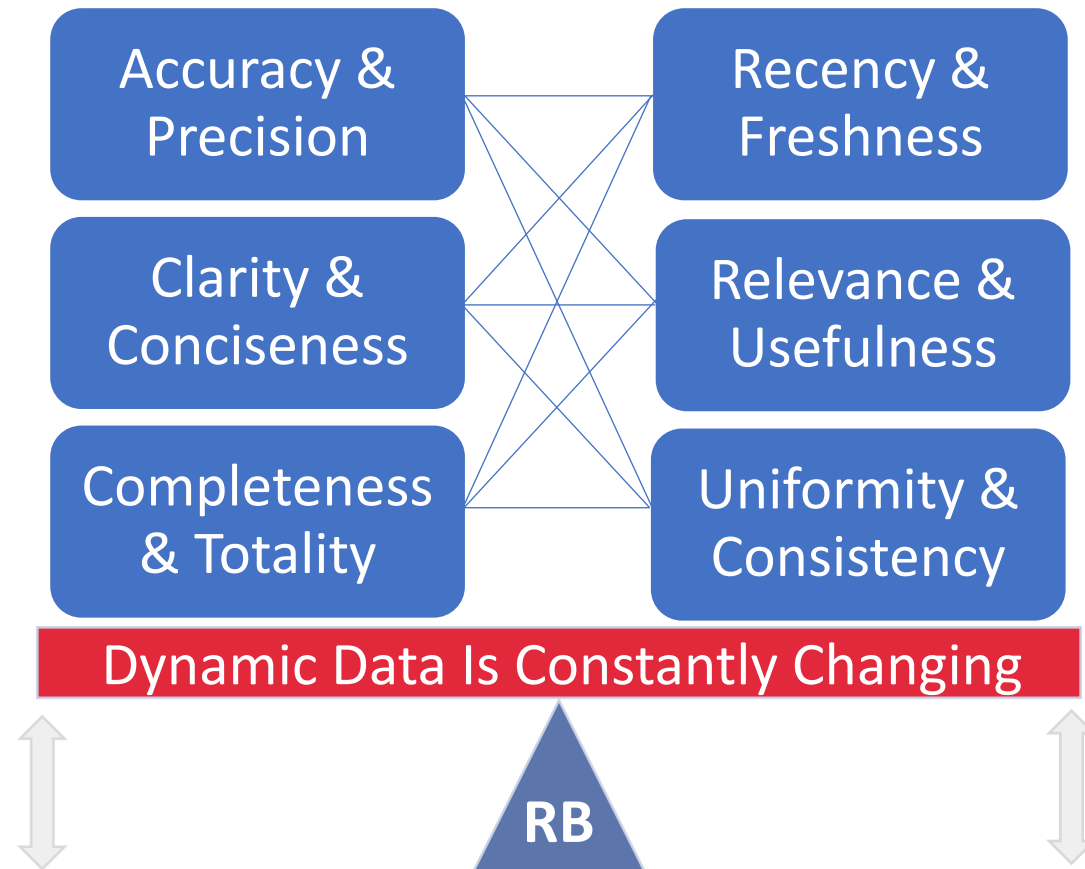 Accuracy &
Precision
Recency &
Freshness
Clarity &
Conciseness
Relevance &
Usefulness
Completeness
& Totality
Uniformity &
Consistency
Dynamic Data Is Constantly Changing
RB